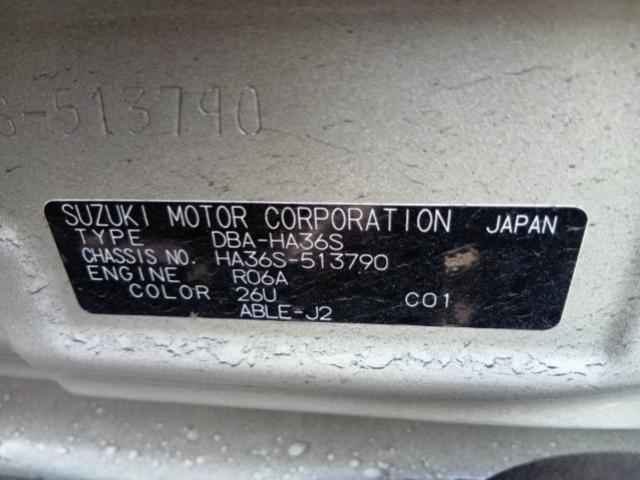 S-513790
SUZUKI MOTOR CORPORATION JAPAN
TYPE DBA-HA36S
CHASSIS NO. HA36S-513790
ENGINE R06A
COLOR 26U C01
ABLE-J2